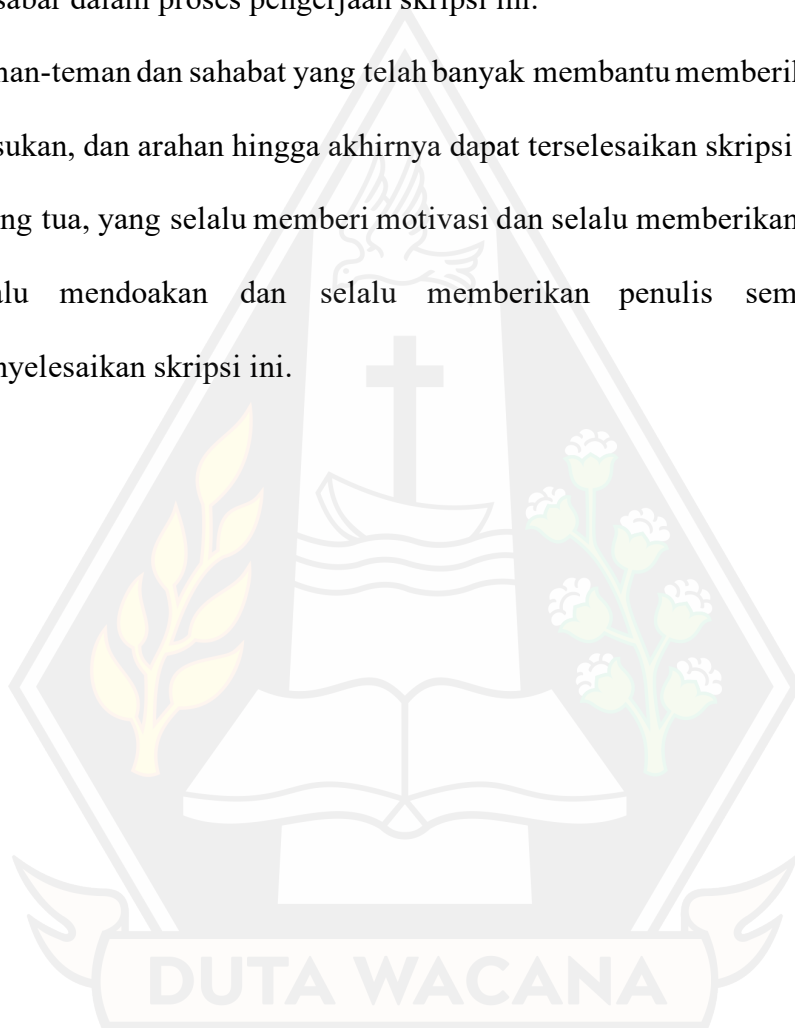 sabar dalam proses pengerjaan skripsi ini.
man-teman dan sahabat yang telah banyak membantu
sukan, dan arahan hingga akhirnya dapat terselesaikan skripsi
ng tua, yang selalu memberi motivasi dan selalu memberikan
alu mendoakan dan selalu memberikan penulis sem
nyelesaikan skripsi ini.
DUTA WACANA